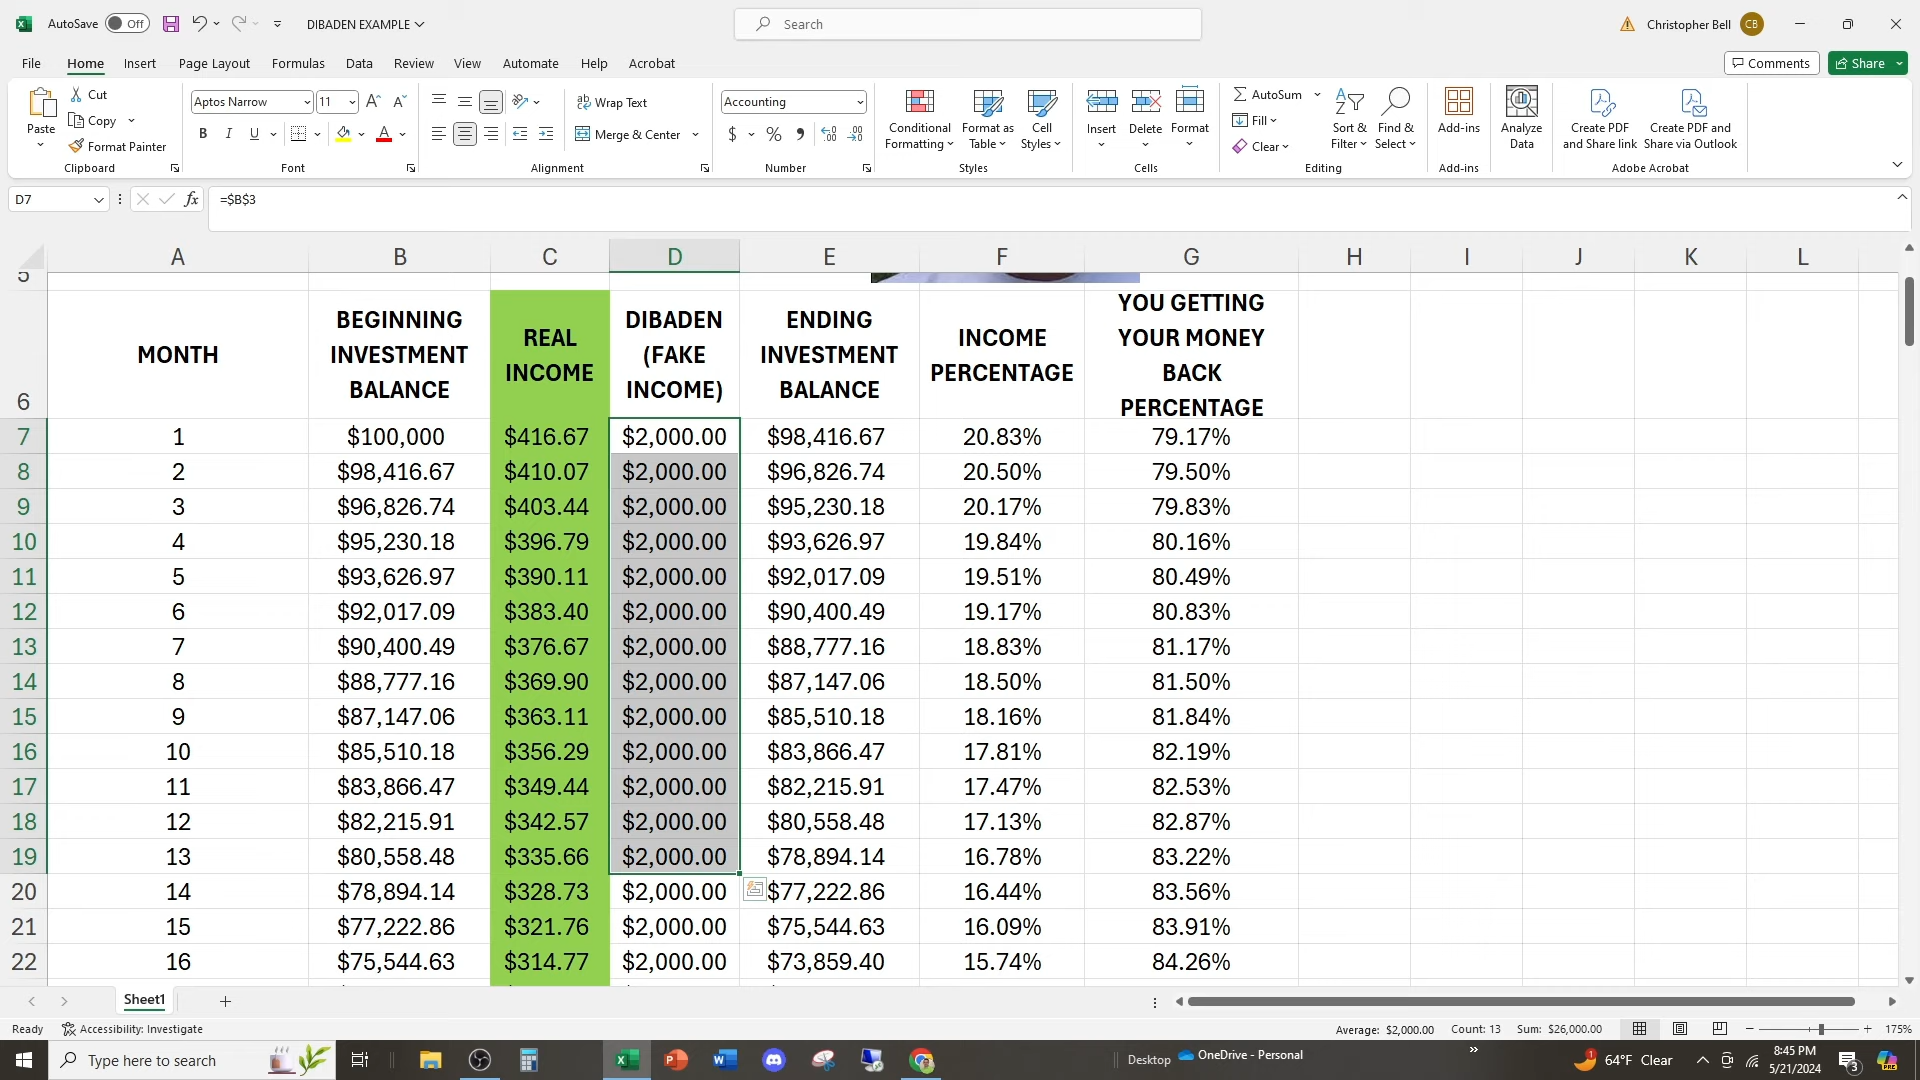 AutoSave Off DIBADEN EXAMPLE Search Christopher Bell CB
File Home Insert Page Layout Formulas Data Review View Automate Help Acrobat Comments Share
Paste Cut Copy Format Painter Clipboard
Aptos Narrow 11 B I U A Font
Wrap Text Merge & Center Alignment
Accounting $ % Number
Conditional Formatting Format as Table Cell Styles Styles
Insert Delete Format Cells
AutoSum Fill Clear Sort & Filter Find & Select Editing
Add-ins Add-ins
Analyze Data
Create PDF and Share link Create PDF and Share via Outlook Adobe Acrobat
D7 fx =$B$3
A B C D E F G H I J K L
5
6 MONTH BEGINNING INVESTMENT BALANCE REAL INCOME DIBADEN (FAKE INCOME) ENDING INVESTMENT BALANCE INCOME PERCENTAGE YOU GETTING YOUR MONEY BACK PERCENTAGE
7 1 $100,000 $416.67 $2,000.00 $98,416.67 20.83% 79.17%
8 2 $98,416.67 $410.07 $2,000.00 $96,826.74 20.50% 79.50%
9 3 $96,826.74 $403.44 $2,000.00 $95,230.18 20.17% 79.83%
10 4 $95,230.18 $396.79 $2,000.00 $93,626.97 19.84% 80.16%
11 5 $93,626.97 $390.11 $2,000.00 $92,017.09 19.51% 80.49%
12 6 $92,017.09 $383.40 $2,000.00 $90,400.49 19.17% 80.83%
13 7 $90,400.49 $376.67 $2,000.00 $88,777.16 18.83% 81.17%
14 8 $88,777.16 $369.90 $2,000.00 $87,147.06 18.50% 81.50%
15 9 $87,147.06 $363.11 $2,000.00 $85,510.18 18.16% 81.84%
16 10 $85,510.18 $356.29 $2,000.00 $83,866.47 17.81% 82.19%
17 11 $83,866.47 $349.44 $2,000.00 $82,215.91 17.47% 82.53%
18 12 $82,215.91 $342.57 $2,000.00 $80,558.48 17.13% 82.87%
19 13 $80,558.48 $335.66 $2,000.00 $78,894.14 16.78% 83.22%
20 14 $78,894.14 $328.73 $2,000.00 $77,222.86 16.44% 83.56%
21 15 $77,222.86 $321.76 $2,000.00 $75,544.63 16.09% 83.91%
22 16 $75,544.63 $314.77 $2,000.00 $73,859.40 15.74% 84.26%
Sheet1
Ready Accessibility: Investigate Average: $2,000.00 Count: 13 Sum: $26,000.00 175%
Type here to search Desktop OneDrive - Personal 64°F Clear 8:45 PM
5/21/2024